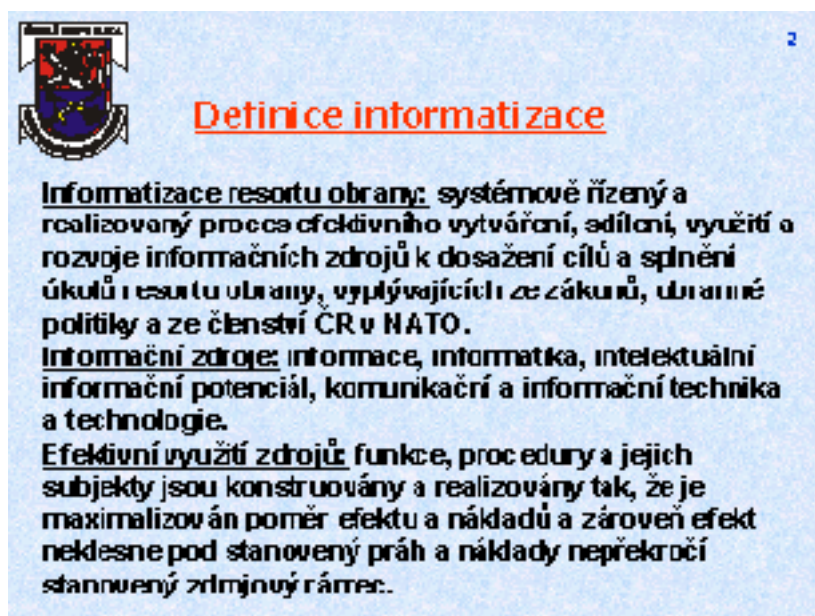 2
Definice informatizace
Informatizace resortu obrany: systémově řízený a
realizovaný proces efektivního vytváření, sdílení, využití a
rozvoje informačních zdrojů k dosažení cílů a splnění
úkolů resortu obrany, vyplývajících ze zákonů, obranné
politiky a ze členství ČR v NATO.
Informační zdroje: informace, informatika, intelektuální
informační potenciál, komunikační a informační technika
a technologie.
Efektivní využití zdrojů: funkce, procedury a jejich
subjekty jsou konstruovány a realizovány tak, že je
maximalizován poměr efektu a nákladů a zároveň efekt
neklesne pod stanovený práh a náklady nepřekročí
stanovený zdrojový rámec.